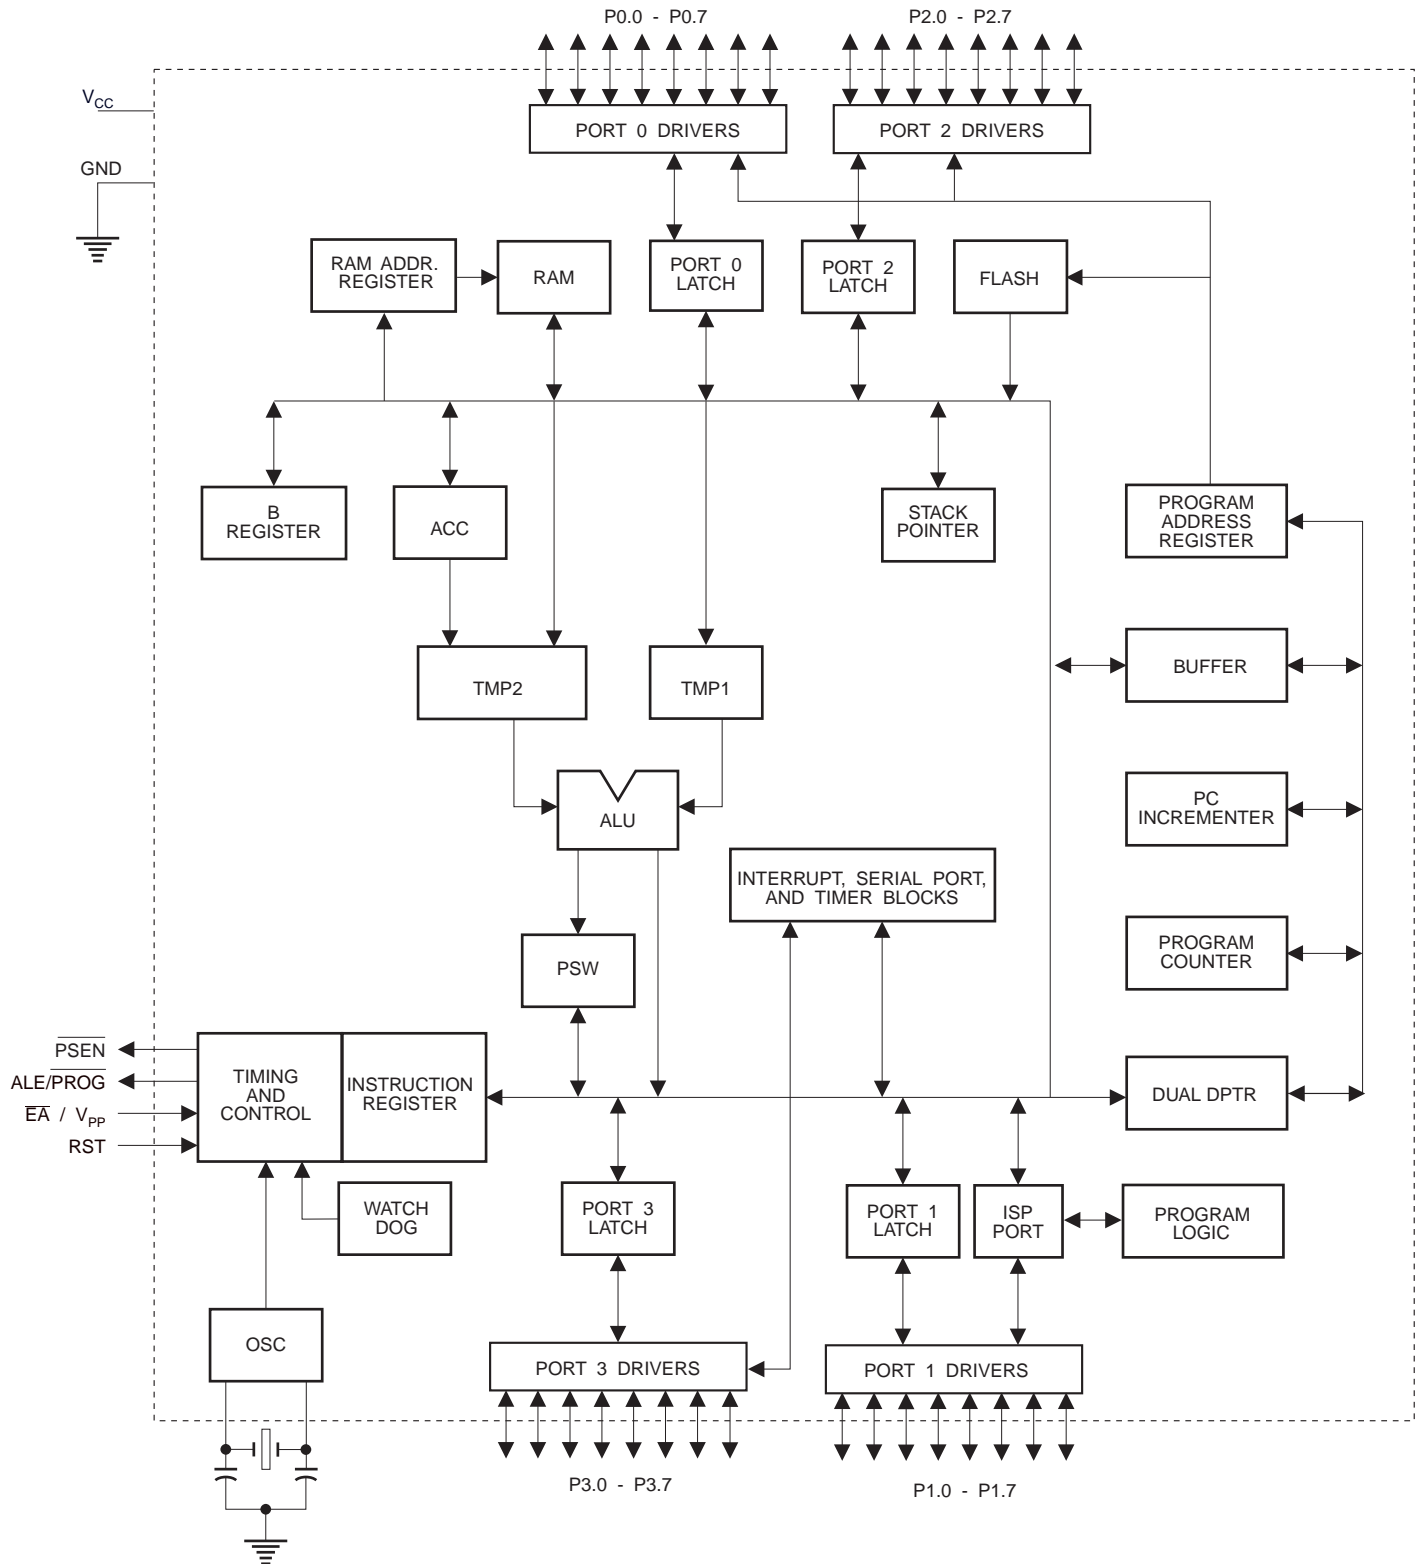 P0.0 - P0.7
P2.0 - P2.7
VCC
GND
PORT 0 DRIVERS
PORT 2 DRIVERS
RAM ADDR.
REGISTER
RAM
PORT 0
LATCH
PORT 2
LATCH
FLASH
B
REGISTER
ACC
STACK
POINTER
PROGRAM
ADDRESS
REGISTER
TMP2
TMP1
BUFFER
ALU
PC
INCREMENTER
INTERRUPT, SERIAL PORT,
AND TIMER BLOCKS
PSW
PROGRAM
COUNTER
PSEN
ALE/PROG
EA / VPP
RST
TIMING
AND
CONTROL
INSTRUCTION
REGISTER
DUAL DPTR
WATCH
DOG
PORT 3
LATCH
PORT 1
LATCH
ISP
PORT
PROGRAM
LOGIC
OSC
PORT 3 DRIVERS
PORT 1 DRIVERS
P3.0 - P3.7
P1.0 - P1.7